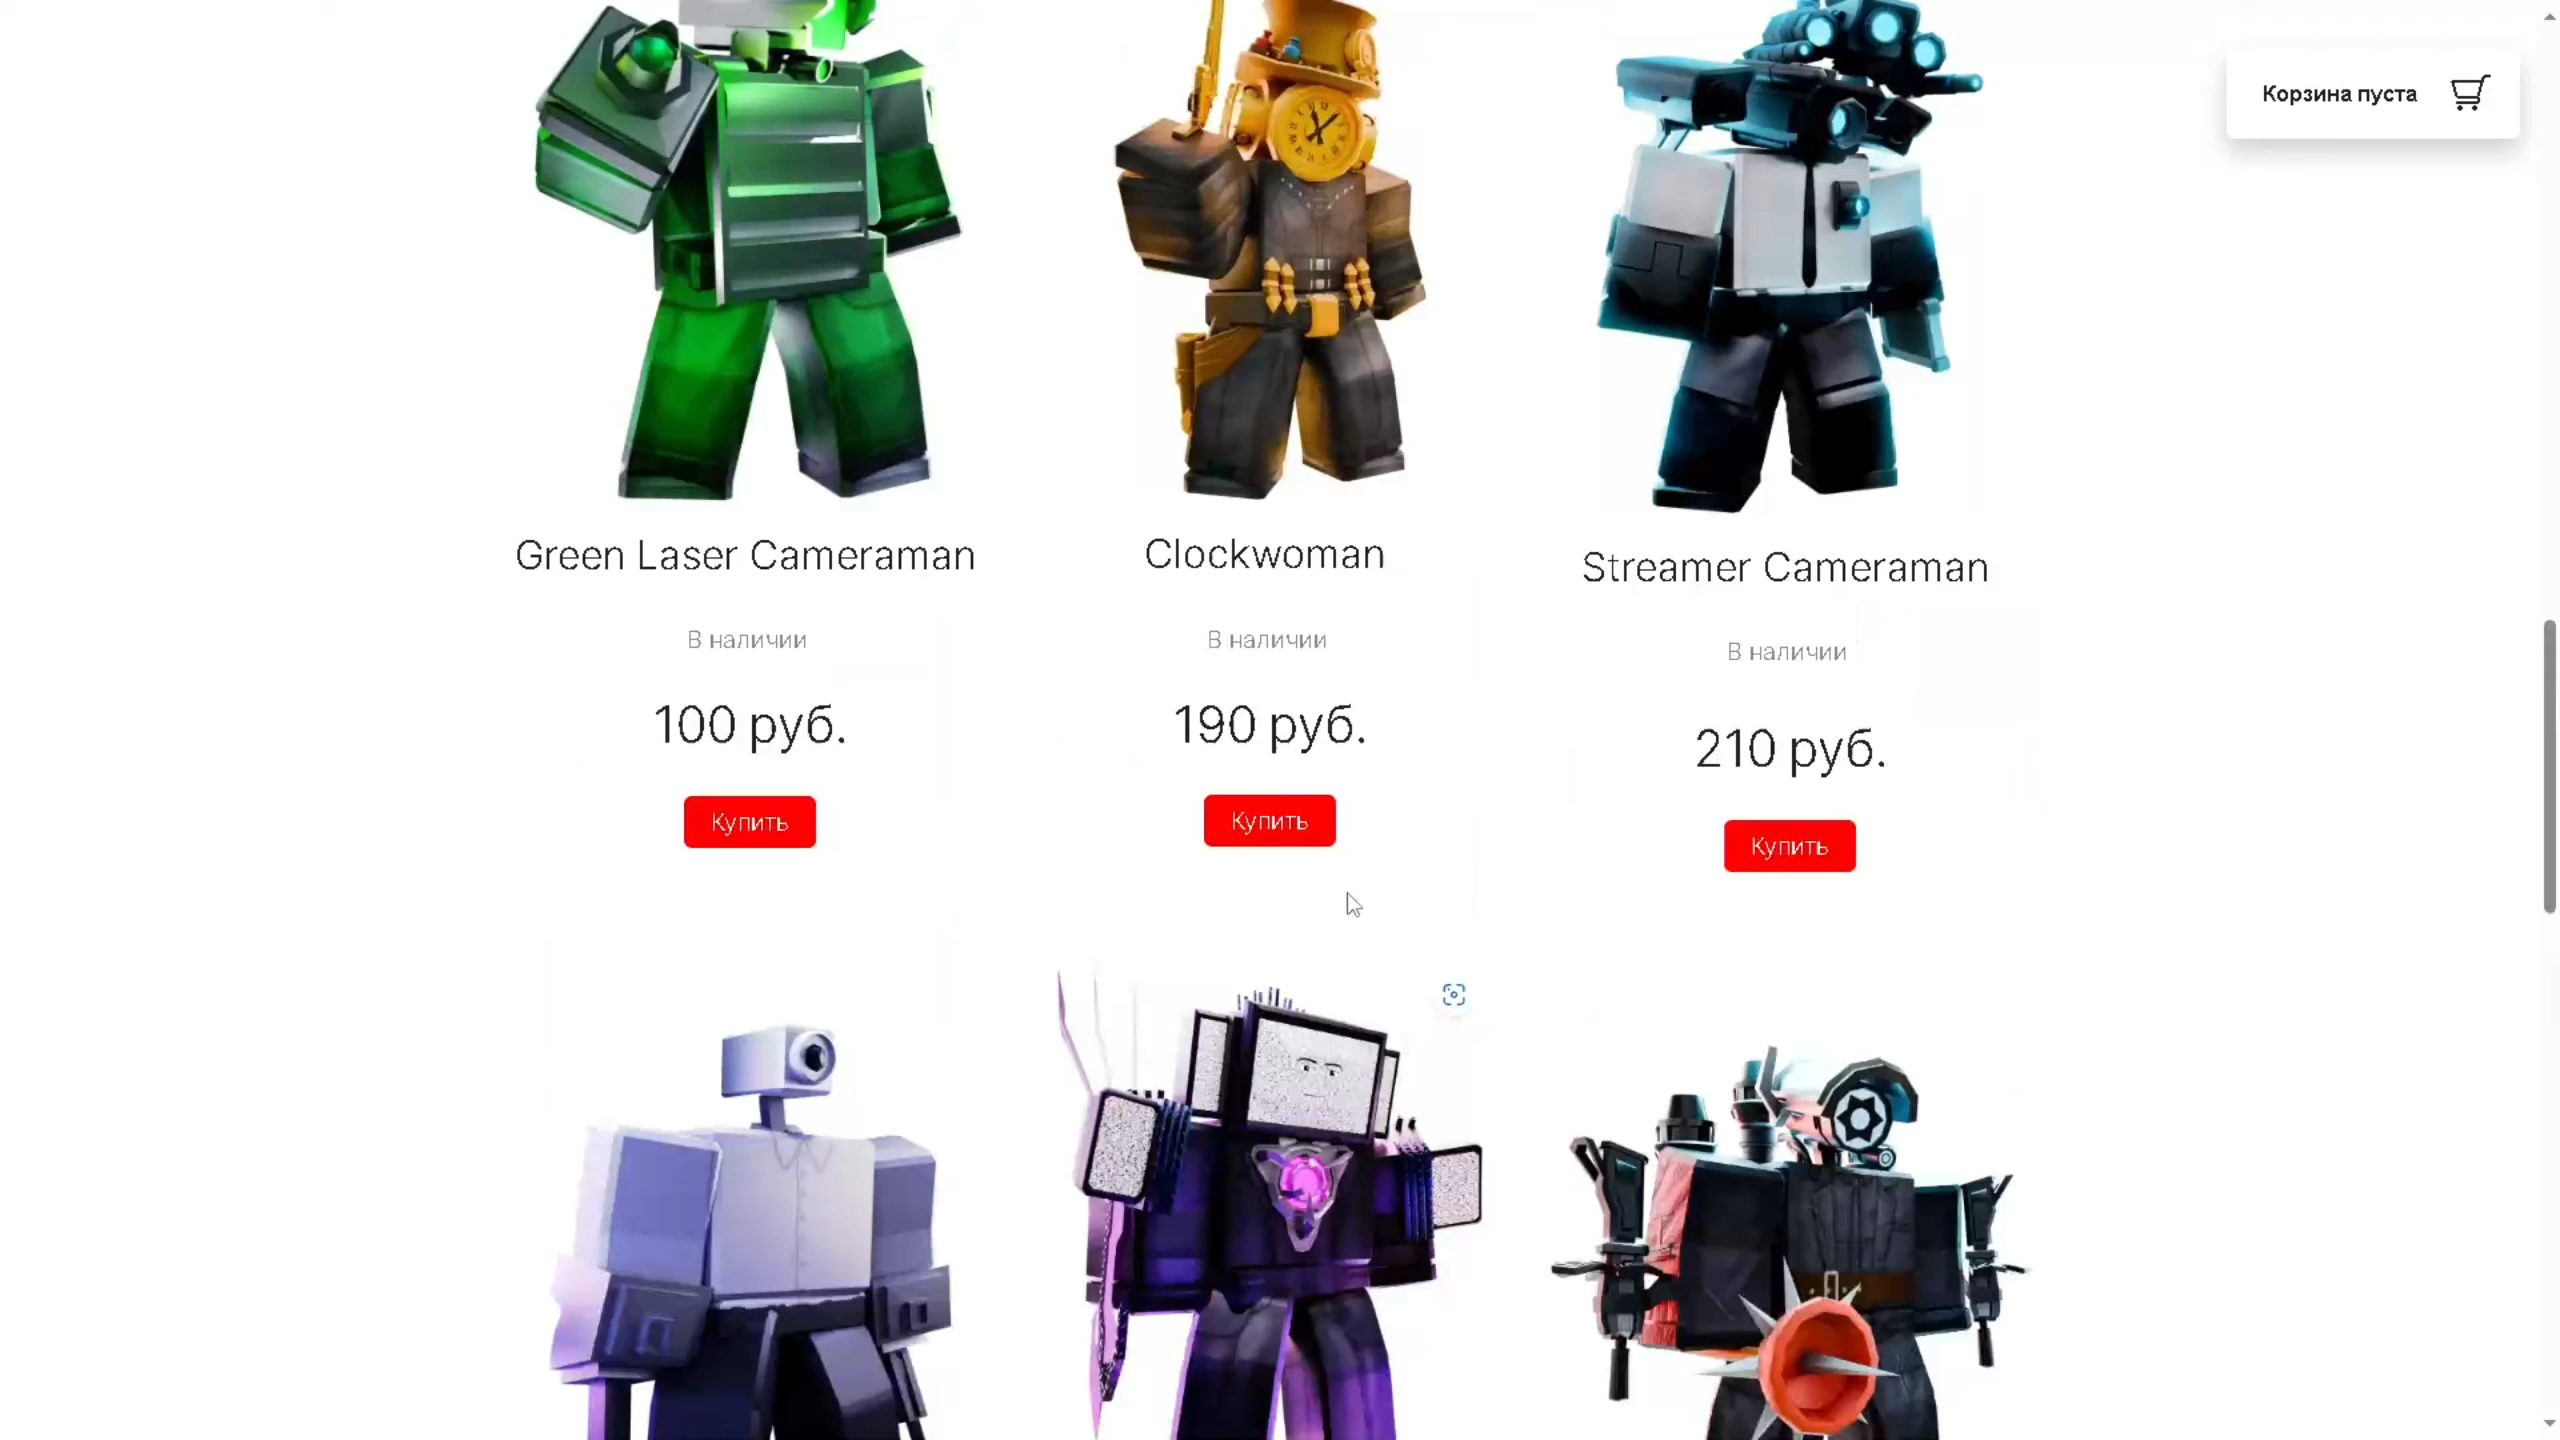 Корзина пуста
Green Laser Cameraman
Clockwoman
Streamer Cameraman
В наличии
В наличии
В наличии
100 руб.
190 руб.
210 руб.
Купить
Купить
Купить